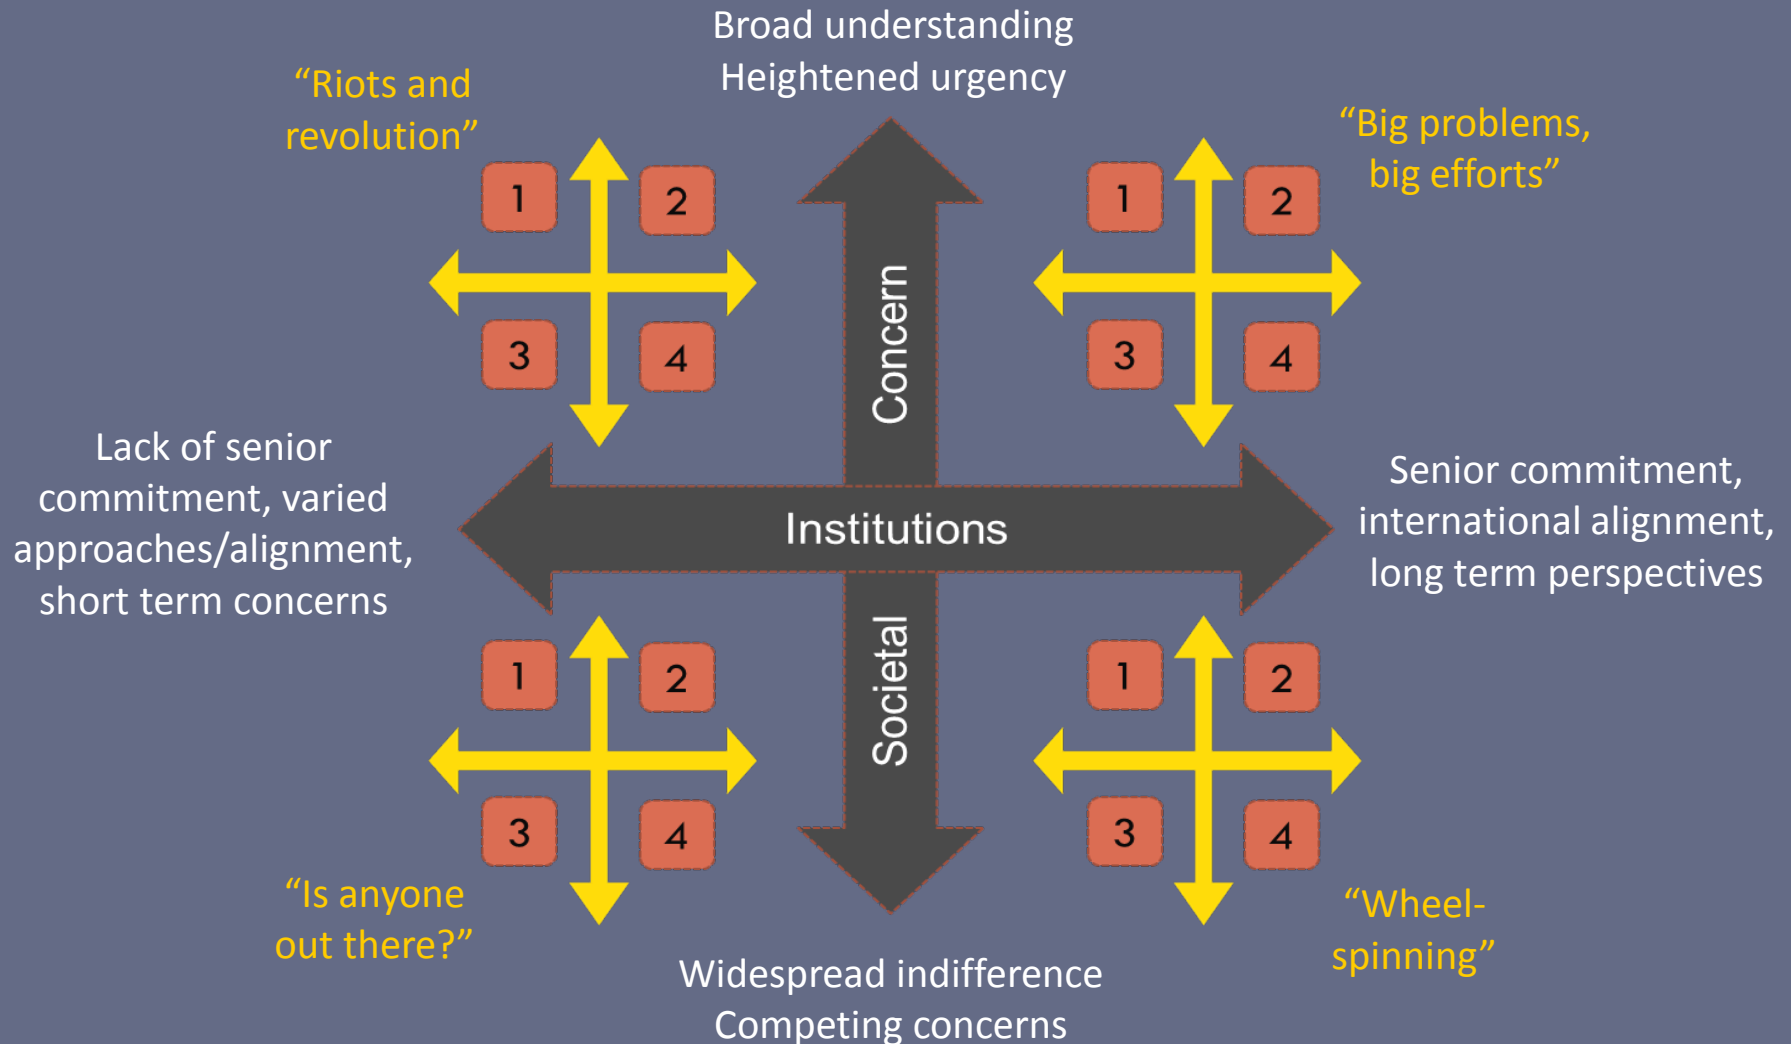 Broad understanding
Heightened urgency
“Riots and
revolution”
“Big problems,
big efforts”
1 2
3 4
1 2
3 4
Concern
Lack of senior
commitment, varied
approaches/alignment,
short term concerns
Institutions
Senior commitment,
international alignment,
long term perspectives
Societal
1 2
3 4
1 2
3 4
“Is anyone
out there?”
“Wheel-
spinning”
Widespread indifference
Competing concerns